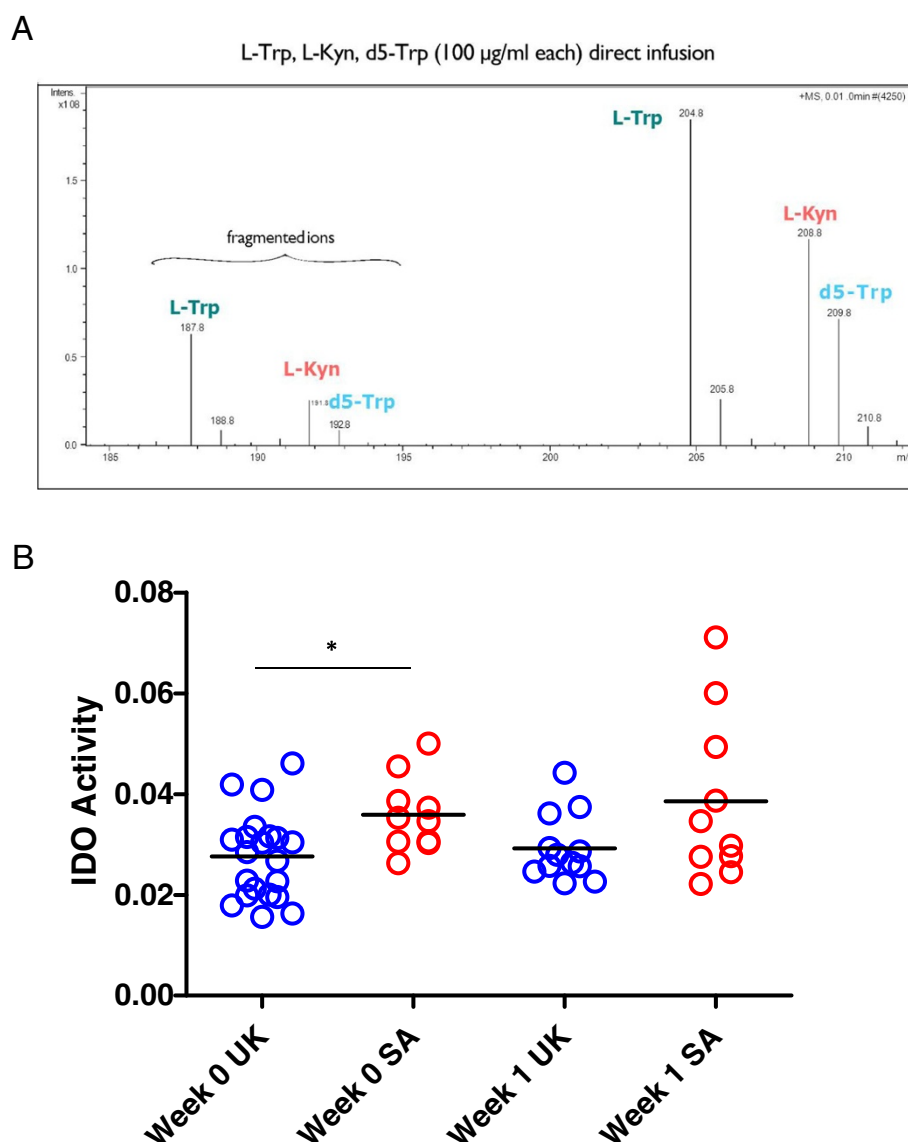 A
L-Trp, L-Kyn, d5-Trp (100 µg/ml each) direct infusion
Intens.
x108
+MS, 0.01 .0min #(4250)
L-Trp
204.8
1.5
L-Kyn
208.8
fragmented ions
1.0
d5-Trp
209.8
L-Trp
187.8
0.5
L-Kyn
191.8
d5-Trp
192.8
188.8
205.8
210.8
0.0
185 190 195 200 205 210 m/
B
0.08
*
0.06
IDO Activity
0.04
0.02
0.00
Week 0 UK
Week 0 SA
Week 1 UK
Week 1 SA